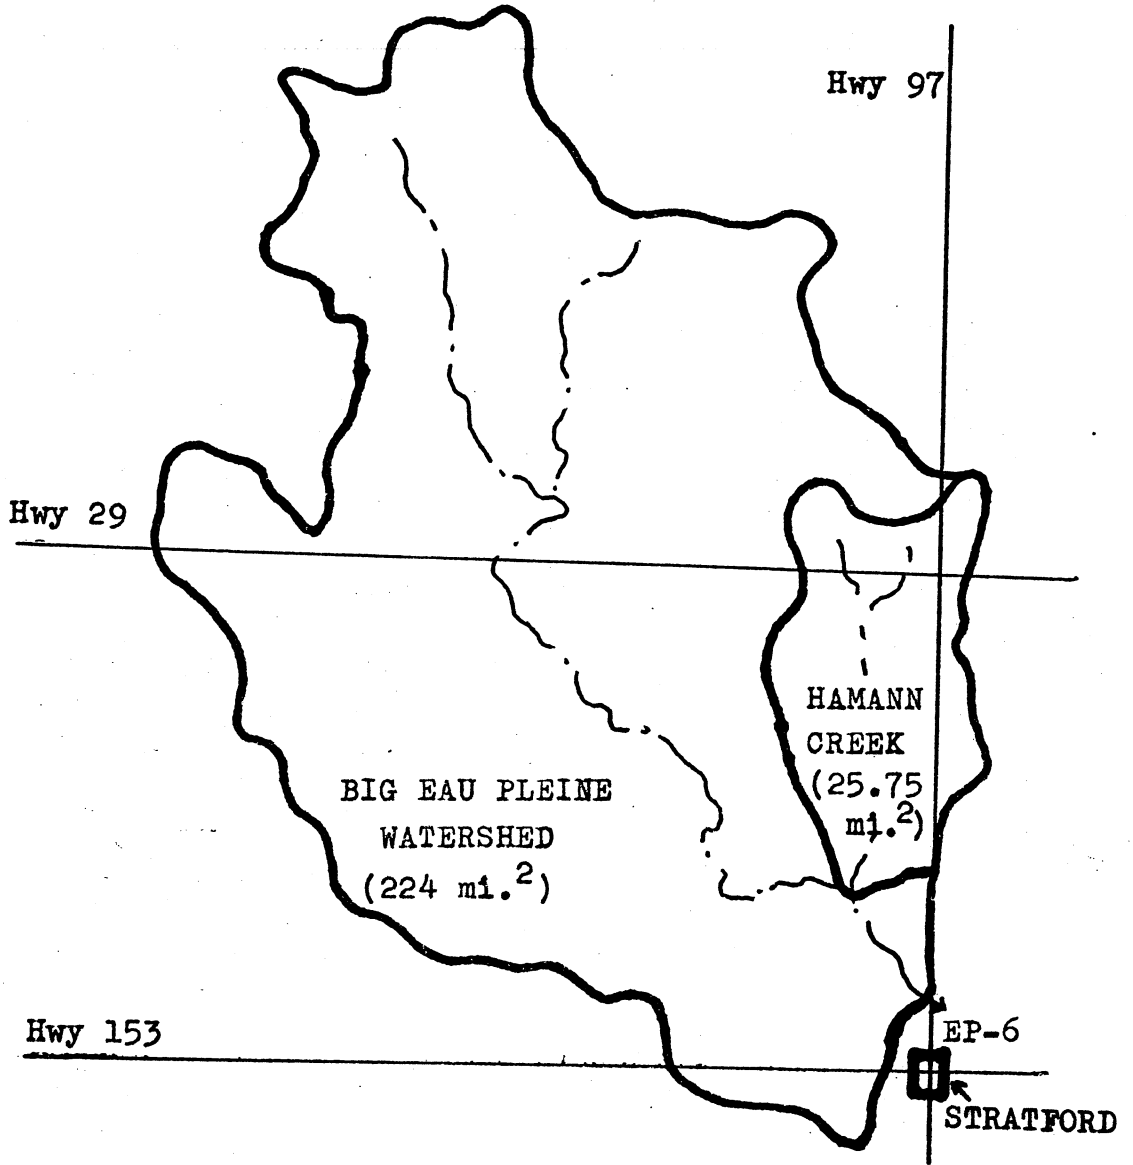 Hwy 97
Hwy 29
HAMANN
CREEK
(25.75
mi.²)
BIG EAU PLEINE
WATERSHED
(224 mi.²)
Hwy 153
EP-6
STRATFORD